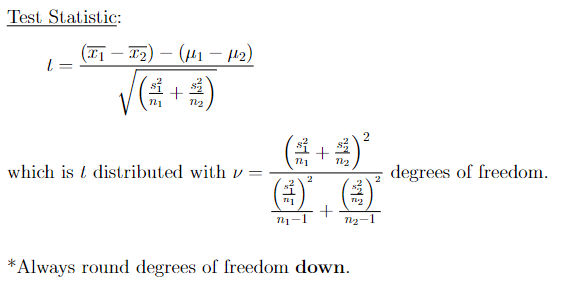 Test Statistic:
t = \frac{(\overline{x_1} - \overline{x_2}) - (\mu_1 - \mu_2)}{\sqrt{\left(\frac{s_1^2}{n_1} + \frac{s_2^2}{n_2}\right)}}
which is t distributed with ν = \frac{\left(\frac{s_1^2}{n_1} + \frac{s_2^2}{n_2}\right)^2}{\frac{\left(\frac{s_1^2}{n_1}\right)^2}{n_1-1} + \frac{\left(\frac{s_2^2}{n_2}\right)^2}{n_2-1}} degrees of freedom.
*Always round degrees of freedom down.